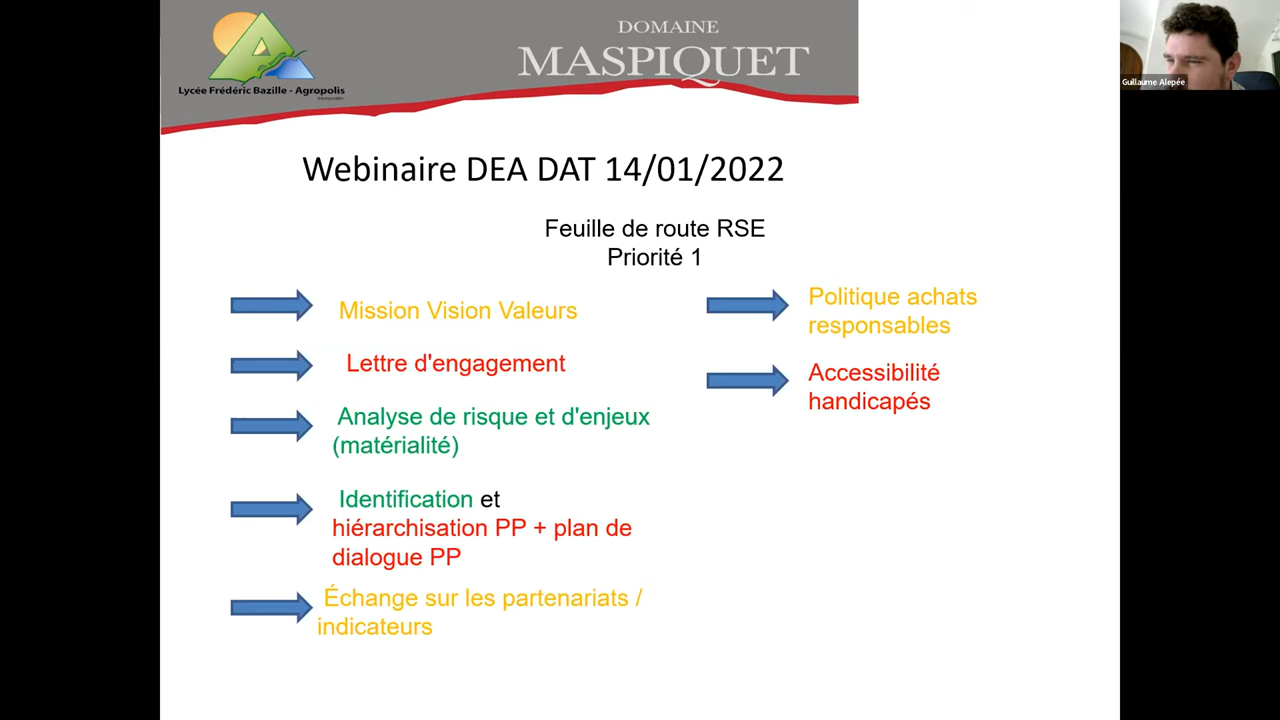 DOMAINE
MASPIQUET
Lycée Frédéric Bazille - Agropolis
Guillaume Alepée
Webinaire DEA DAT 14/01/2022
Feuille de route RSE
Priorité 1
Mission Vision Valeurs
Lettre d'engagement
Analyse de risque et d'enjeux
(matérialité)
Identification et
hiérarchisation PP + plan de
dialogue PP
Échange sur les partenariats /
indicateurs
Politique achats
responsables
Accessibilité
handicapés